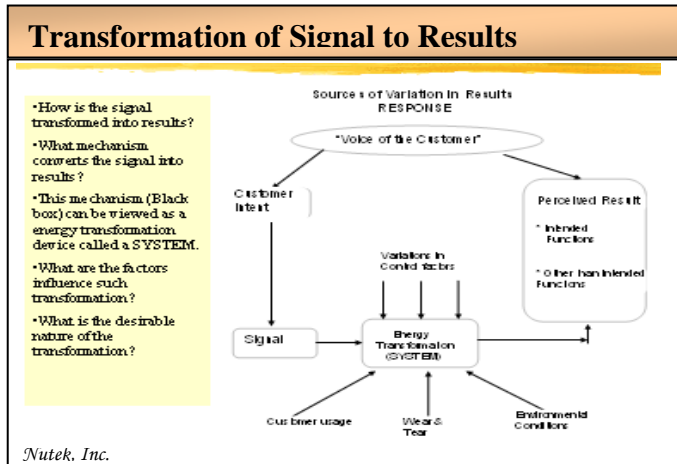 Transformation of Signal to Results
•How is the signal
transformed into results?
•What mechanism
converts the signal into
results?
•This mechanism (Black
box) can be viewed as a
energy transformation
device called a SYSTEM.
•What are the factors
influence such
transformation?
•What is the desirable
nature of the
transformation?
Sources of Variation in Results
RESPONSE
"Voice of the Customer"
Customer
Intent
Perceived Result
* Intended
Functions
* Other than Intended
Functions
Variations in
Control factors
Signal
Energy
Transformation
(SYSTEM)
Customer usage
Wear &
Tear
Environmental
Conditions
Nutek, Inc.